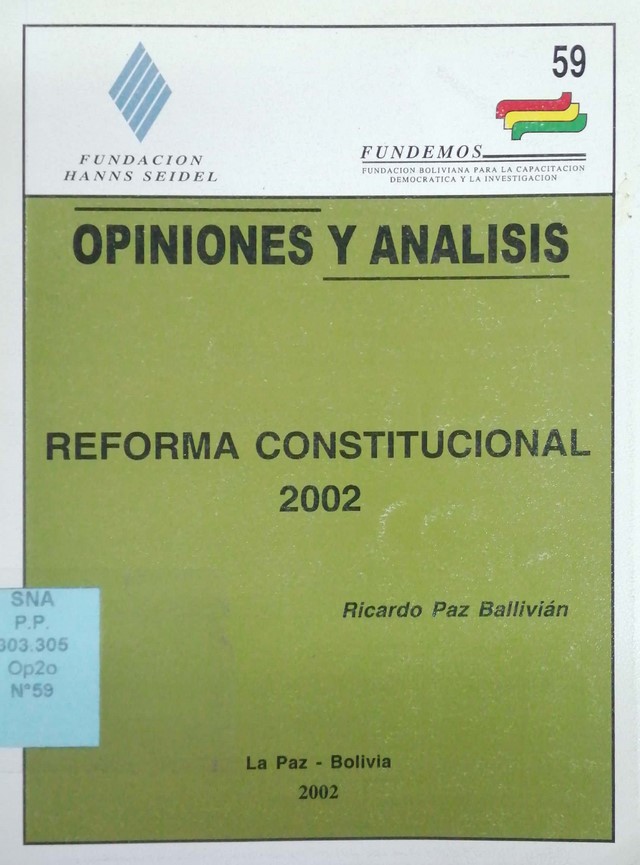 59
FUNDACION
HANNS SEIDEL
FUNDEMOS
FUNDACION BOLIVIANA PARA LA CAPACITACION
DEMOCRATICA Y LA INVESTIGACION
OPINIONES Y ANALISIS
REFORMA CONSTITUCIONAL
2002
Ricardo Paz Ballivián
SNA
P.P.
303.305
Op2o
N°59
La Paz - Bolivia
2002